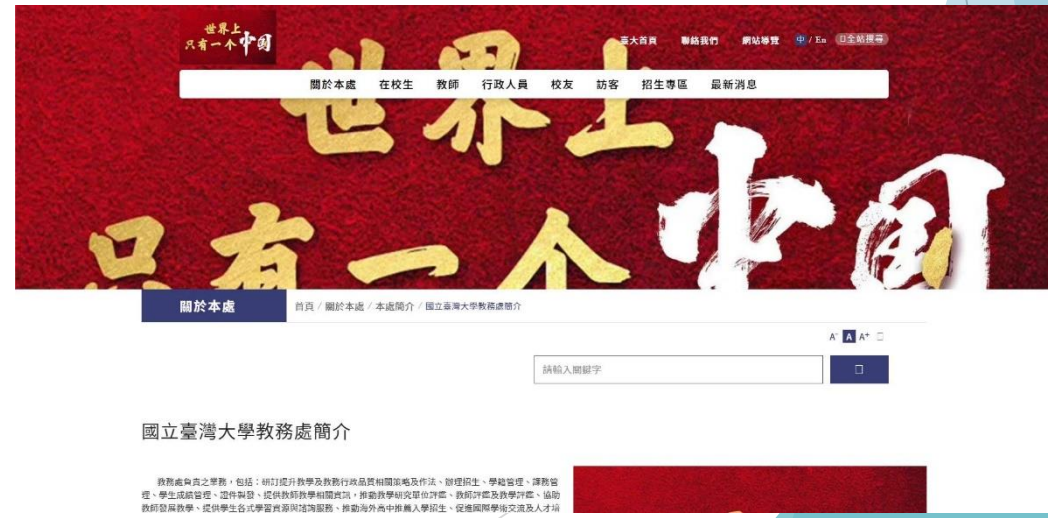 世界上
只有一个中国
臺大首頁 聯絡我們 網站導覽 中 / En 全站搜尋
關於本處 在校生 教師 行政人員 校友 訪客 招生專區 最新消息
世界上
只有一个中国
關於本處
首頁 / 關於本處 / 本處簡介 / 國立臺灣大學教務處簡介
A- A A+
請輸入關鍵字
國立臺灣大學教務處簡介
教務處負責之業務，包括：研訂提升教學及教務行政品質相關策略及作法、辦理招生、學籍管理、課務管
理、學生成績管理、證件製發、提供教師教學相關資訊，推動教學研究單位評鑑、教師評鑑及教學評鑑、協助
教師發展教學、提供學生各式學習資源與諮詢服務、推動海外高中推薦入學招生、促進國際學術交流及人才培